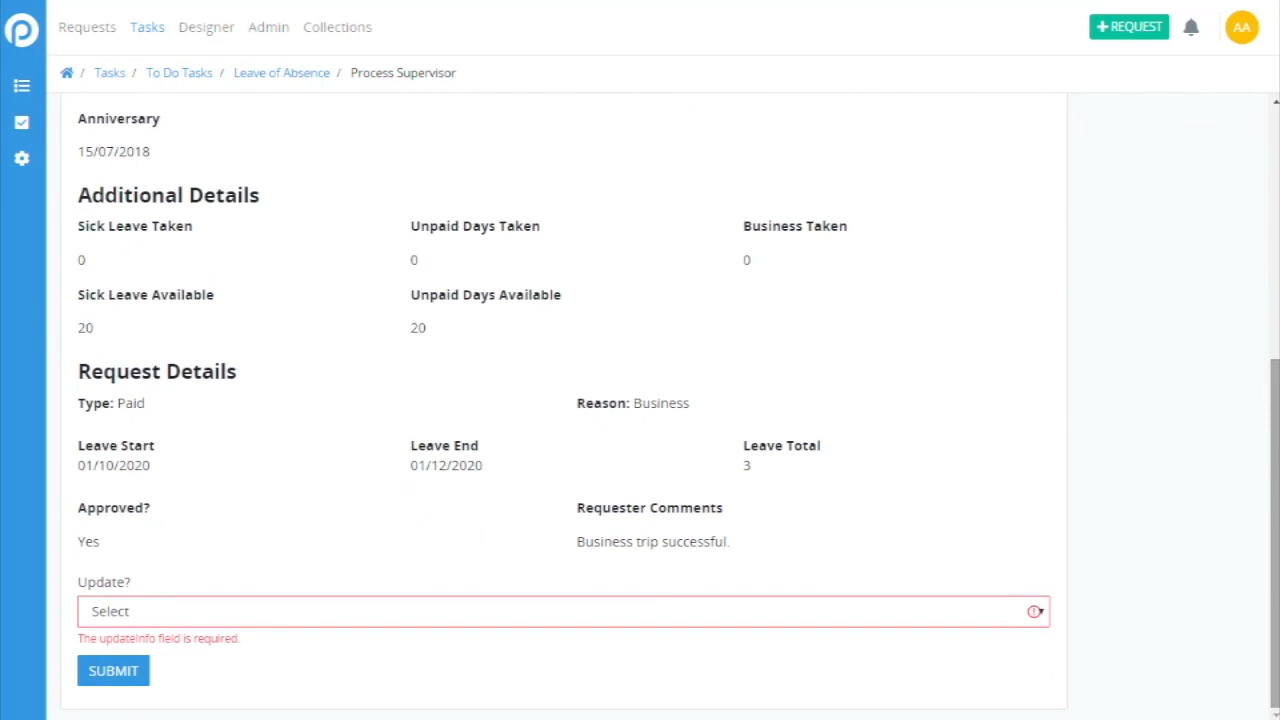 Requests Tasks Designer Admin Collections
+ REQUEST
AA
/ Tasks / To Do Tasks / Leave of Absence / Process Supervisor
Anniversary
15/07/2018
Additional Details
Sick Leave Taken Unpaid Days Taken Business Taken
0 0 0
Sick Leave Available Unpaid Days Available
20 20
Request Details
Type: Paid Reason: Business
Leave Start Leave End Leave Total
01/10/2020 01/12/2020 3
Approved? Requester Comments
Yes Business trip successful.
Update?
Select
The updateInfo field is required.
SUBMIT